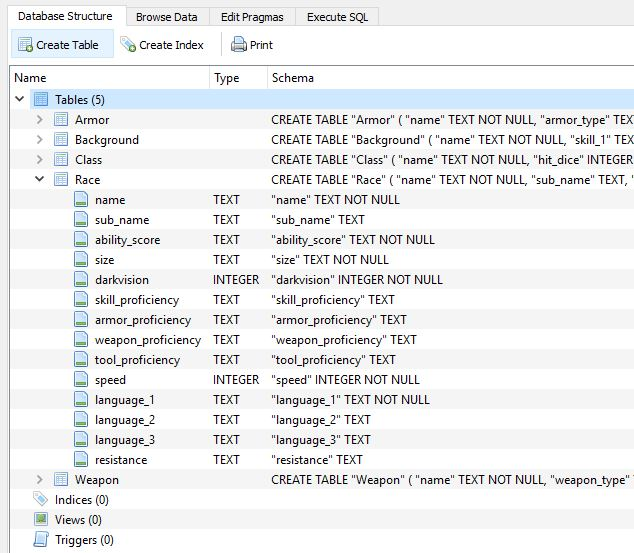 Database Structure Browse Data Edit Pragmas Execute SQL
Create Table Create Index Print
Name Type Schema
Tables (5)
Armor CREATE TABLE "Armor" ( "name" TEXT NOT NULL, "armor_type" TEX
Background CREATE TABLE "Background" ( "name" TEXT NOT NULL, "skill_1" TEX
Class CREATE TABLE "Class" ( "name" TEXT NOT NULL, "hit_dice" INTEGER
Race CREATE TABLE "Race" ( "name" TEXT NOT NULL, "sub_name" TEXT, "
name TEXT "name" TEXT NOT NULL
sub_name TEXT "sub_name" TEXT
ability_score TEXT "ability_score" TEXT NOT NULL
size TEXT "size" TEXT NOT NULL
darkvision INTEGER "darkvision" INTEGER NOT NULL
skill_proficiency TEXT "skill_proficiency" TEXT
armor_proficiency TEXT "armor_proficiency" TEXT
weapon_proficiency TEXT "weapon_proficiency" TEXT
tool_proficiency TEXT "tool_proficiency" TEXT
speed INTEGER "speed" INTEGER NOT NULL
language_1 TEXT "language_1" TEXT NOT NULL
language_2 TEXT "language_2" TEXT
language_3 TEXT "language_3" TEXT
resistance TEXT "resistance" TEXT
Weapon CREATE TABLE "Weapon" ( "name" TEXT NOT NULL, "weapon_type"
Indices (0)
Views (0)
Triggers (0)